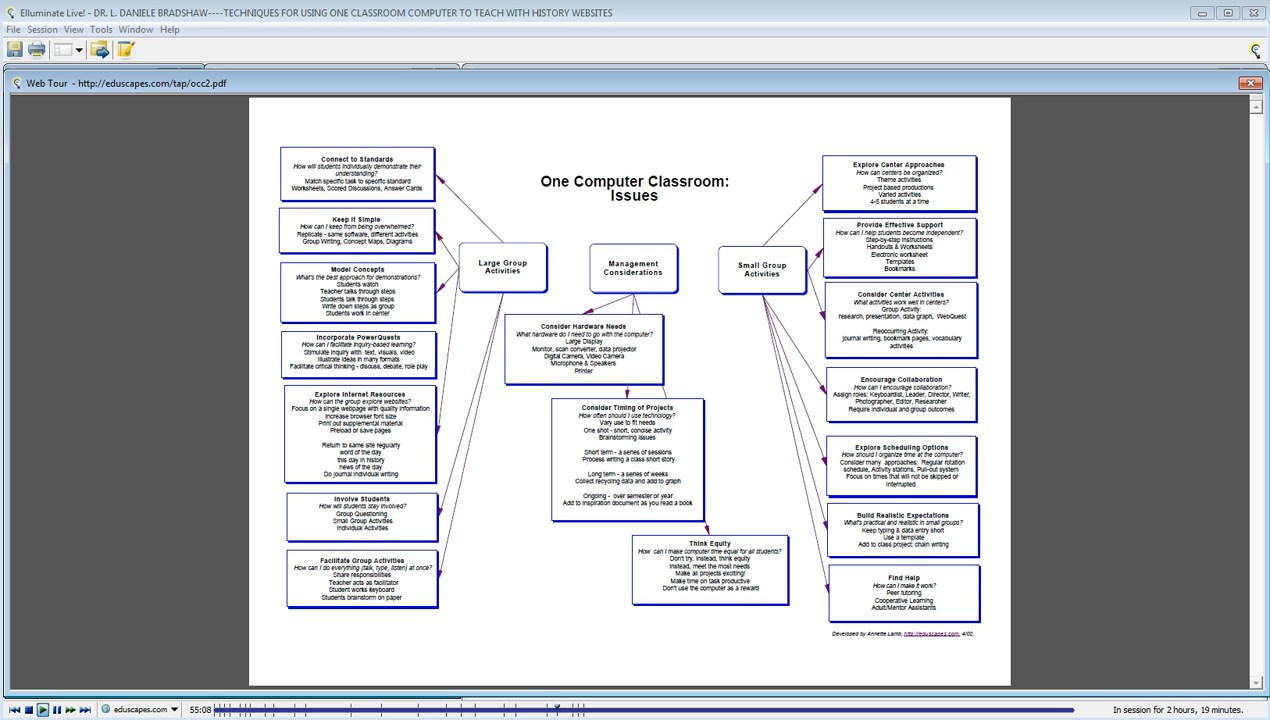 Elluminate Live! - DR. L. DANIELE BRADSHAW----TECHNIQUES FOR USING ONE CLASSROOM COMPUTER TO TEACH WITH HISTORY WEBSITES
File Session View Tools Window Help
Web Tour - http://eduscapes.com/tap/occ2.pdf
One Computer Classroom:
Issues
Large Group
Activities
Connect to Standards
How will students individually demonstrate their
understanding?
Match specific task to specific standard
Worksheets, Scored Discussions, Answer Cards
Keep It Simple
How can I keep from being overwhelmed?
Replicate - same software, different activities
Group Writing, Concept Maps, Diagrams
Model Concepts
What's the best approach for demonstrations?
Students watch
Teacher talks through steps
Students talk through steps
Write down steps as group
Students work in center
Incorporate PowerQuests
How can I facilitate inquiry-based learning?
Stimulate inquiry with text, visuals, video
Illustrate ideas in many formats
Facilitate critical thinking - discuss, debate, role play
Explore Internet Resources
How can the group explore websites?
Focus on a single webpage with quality information
Increase browser font size
Print out supplemental material
Preload or save pages
Return to same site regularly
word of the day
this day in history
news of the day
Do journal individual writing
Involve Students
How will students stay involved?
Group Questioning
Small Group Activities
Individual Activities
Facilitate Group Activities
How can I do everything (talk, type, listen) at once?
Share responsibilities
Teacher acts as facilitator
Student works keyboard
Students brainstorm on paper
Management
Considerations
Consider Hardware Needs
What hardware do I need to go with the computer?
Large Display
Monitor, scan converter, data projector
Digital Camera, Video Camera
Microphone & Speakers
Printer
Consider Timing of Projects
How often should I use technology?
Vary use to fit needs
One shot - short, concise activity
Brainstorming issues
Short term - a series of sessions
Process writing a class short story
Long term - a series of weeks
Collect recycling data and add to graph
Ongoing - over semester or year
Add to Inspiration document as you read a book
Think Equity
How can I make computer time equal for all students?
Don't try. Instead, think equity
Instead, meet the most needs
Make all projects exciting!
Make time on task productive
Don't use the computer as a reward
Small Group
Activities
Explore Center Approaches
How can centers be organized?
Theme activities
Project based productions
Varied activities
4-5 students at a time
Provide Effective Support
How can I help students become independent?
Step-by-step instructions
Handouts & Worksheets
Electronic worksheet
Templates
Bookmarks
Consider Center Activities
What activities work well in centers?
Group Activity:
research, presentation, data graph, WebQuest
Reoccurring Activity:
journal writing, bookmark pages, vocabulary
activities
Encourage Collaboration
How can I encourage collaboration?
Assign roles: Keyboardist, Leader, Director, Writer,
Photographer, Editor, Researcher
Require individual and group outcomes
Explore Scheduling Options
How should I organize time at the computer?
Consider many approaches: Regular rotation
schedule, Activity stations, Pull-out system
Focus on times that will not be skipped or
interrupted
Build Realistic Expectations
What's practical and realistic in small groups?
Keep typing & data entry short
Use a template
Add to class project: chain writing
Find Help
How can I make it work?
Peer tutoring
Cooperative Learning
Adult/Mentor Assistants
Developed by Annette Lamb, http://eduscapes.com, 4/02.
eduscapes.com 55:08 In session for 2 hours, 19 minutes.